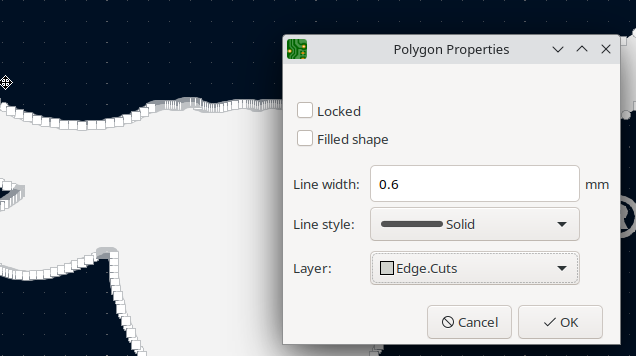 Polygon Properties
Locked
Filled shape
Line width: 0.6 mm
Line style: Solid
Layer: Edge.Cuts
Cancel OK
R